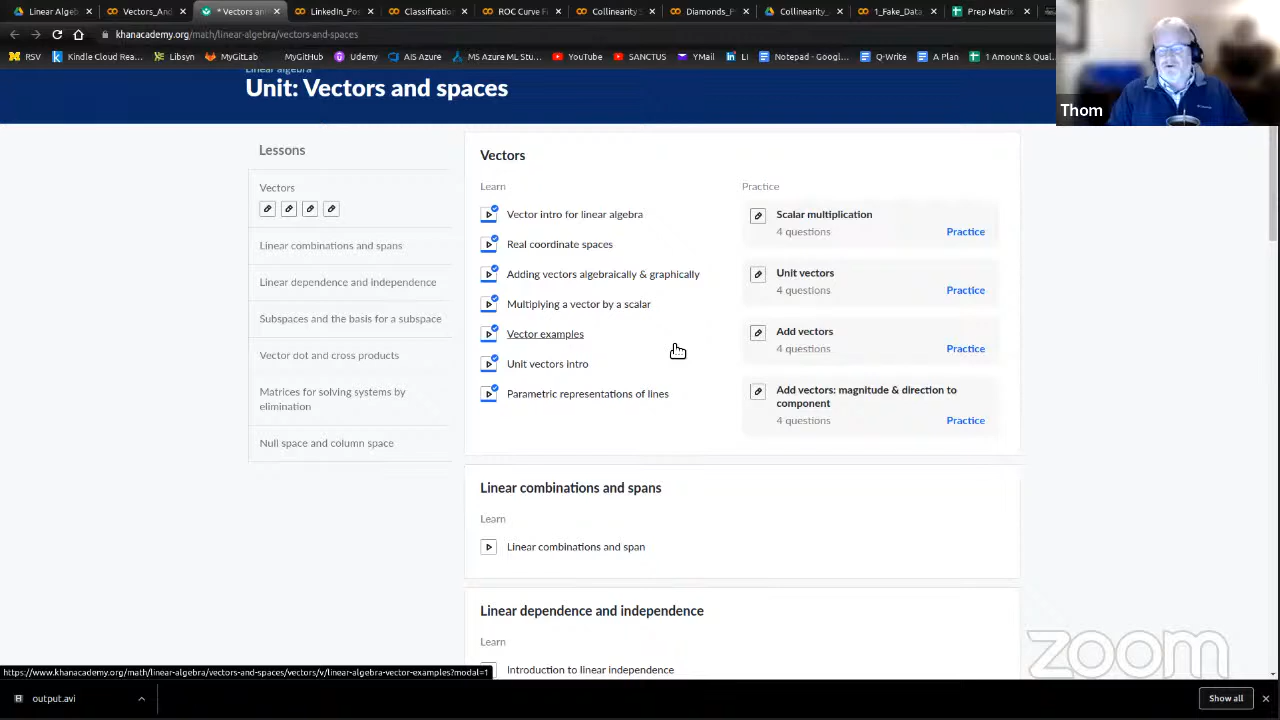 Linear Alge
Vectors_And
* Vectors and
LinkedIn_Pos
Classification
ROC Curve F
Collinearity S
Diamonds_P
Collinearity_
1_Fake_Data
Prep Matrix
khanacademy.org/math/linear-algebra/vectors-and-spaces
RSV
Kindle Cloud Rea...
Libsyn
MyGitLab
MyGitHub
Udemy
AIS Azure
MS Azure ML Stu...
YouTube
SANCTUS
YMail
Li
Notepad - Googl...
Q-Write
A Plan
1 Amount & Qual
Thom
Linear algebra
Unit: Vectors and spaces
Lessons
Vectors
Linear combinations and spans
Linear dependence and independence
Subspaces and the basis for a subspace
Vector dot and cross products
Matrices for solving systems by
elimination
Null space and column space
Vectors
Learn
Vector intro for linear algebra
Real coordinate spaces
Adding vectors algebraically & graphically
Multiplying a vector by a scalar
Vector examples
Unit vectors intro
Parametric representations of lines
Practice
Scalar multiplication
4 questions
Practice
Unit vectors
4 questions
Practice
Add vectors
4 questions
Practice
Add vectors: magnitude & direction to
component
4 questions
Practice
Linear combinations and spans
Learn
Linear combinations and span
Linear dependence and independence
Learn
Introduction to linear independence
zoom
https://www.khanacademy.org/math/linear-algebra/vectors-and-spaces/vectors/v/linear-algebra-vector-examples?modal=1
output.avi
Show all